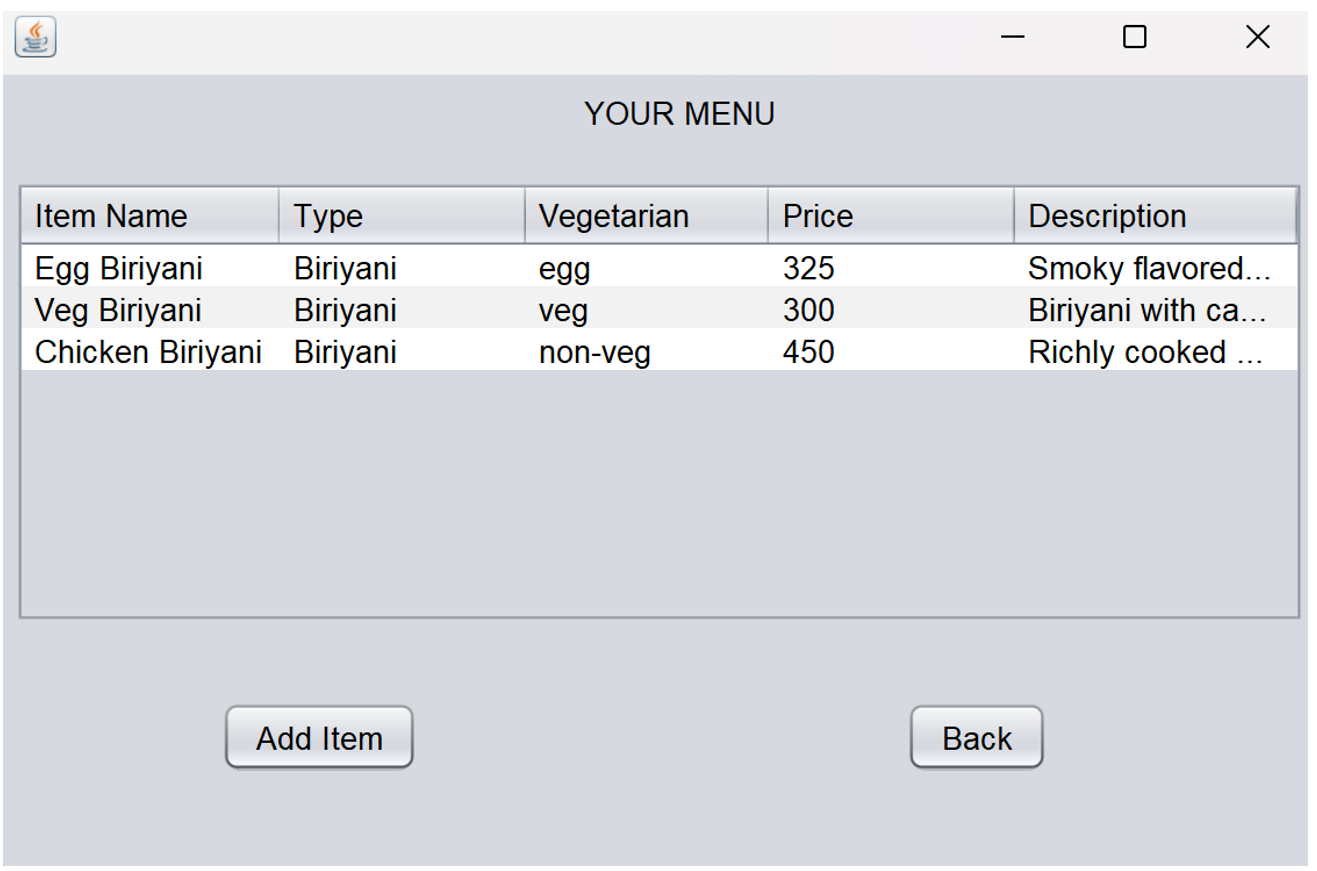 YOUR MENU
Item Name Type Vegetarian Price Description
Egg Biriyani Biriyani egg 325 Smoky flavored...
Veg Biriyani Biriyani veg 300 Biriyani with ca...
Chicken Biriyani Biriyani non-veg 450 Richly cooked ...
Add Item Back